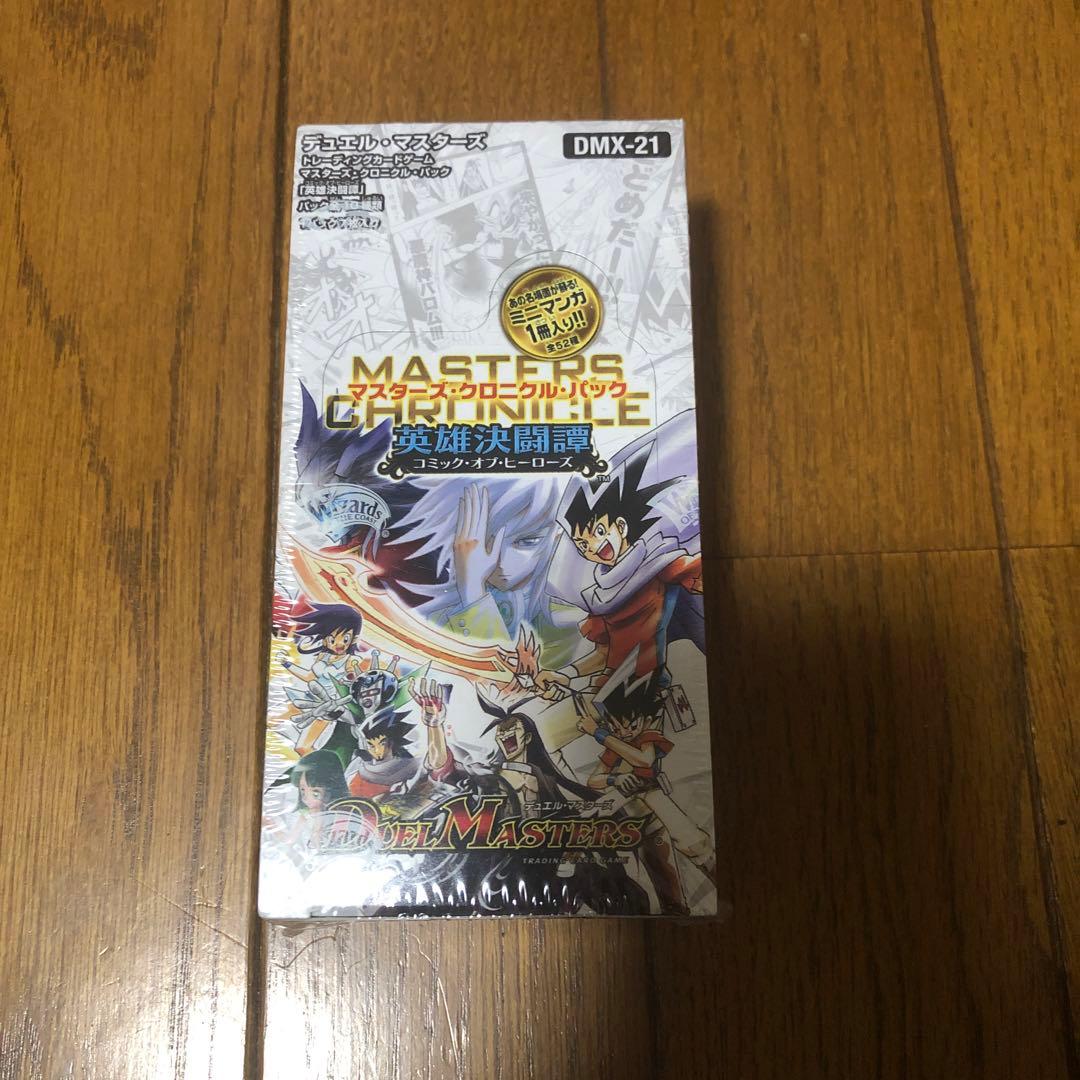 デュエル・マスターズ
DMX-21
トレーディングカードゲーム
マスターズ・クロニクル・パック
「英雄決闘譚」
どめだー!!
悪魔神バロム!!!
あの名場面が蘇る!
ミニマンガ
1冊入り!!
全52種
MASTERS
マスターズ・クロニクル・パック
CHRONICLE
英雄決闘譚
コミック・オブ・ヒーローズ
TM
Wizards
OF THE COAST
®
デュエル・マスターズ
DUEL MASTERS
®
TRADING CARD GAME